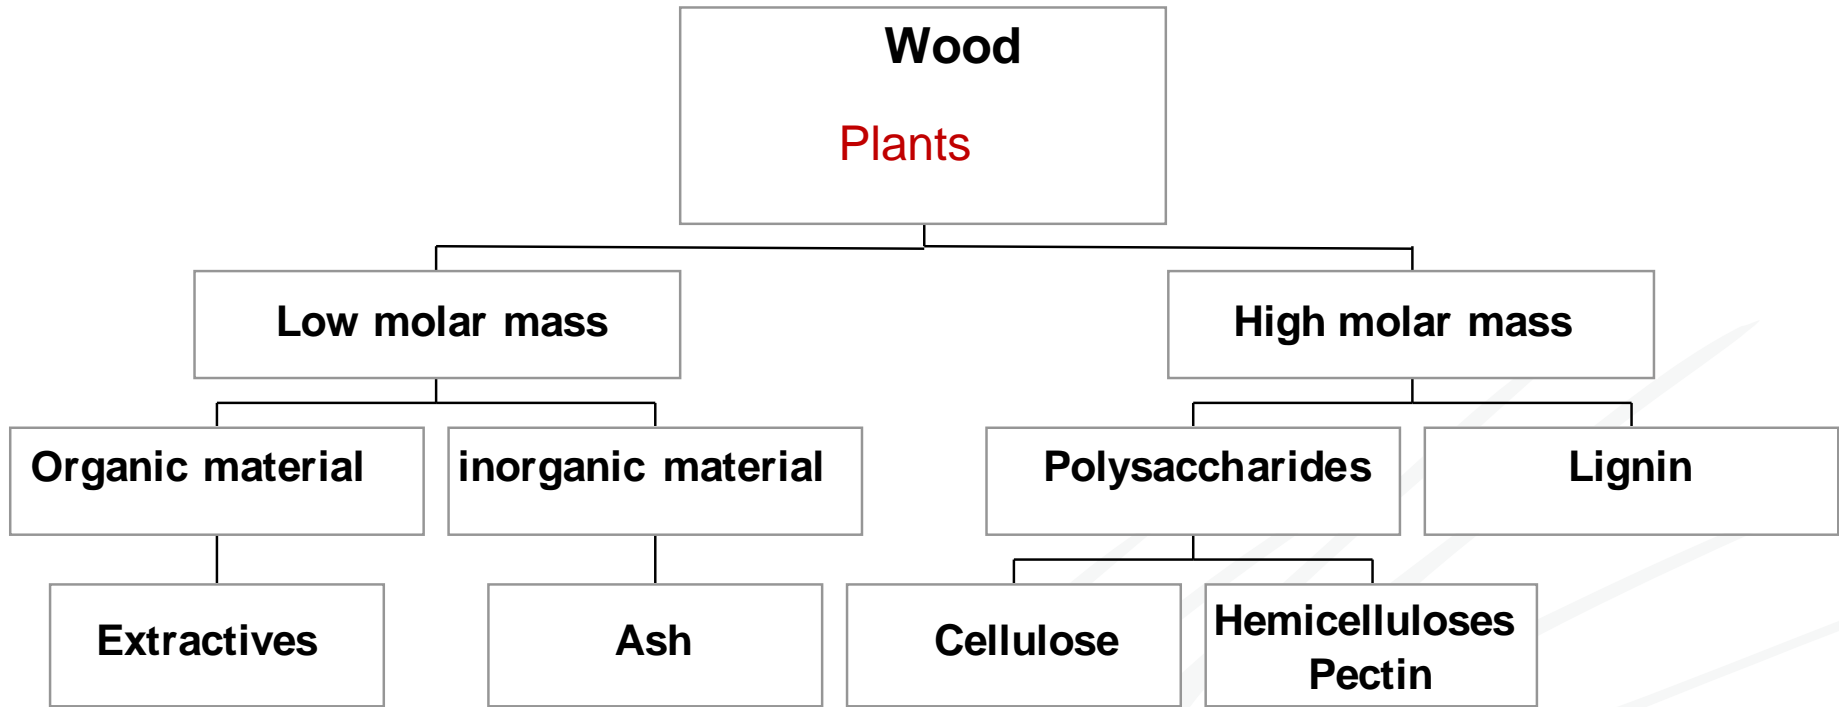 Wood
Plants
Low molar mass
High molar mass
Organic material
inorganic material
Polysaccharides
Lignin
Extractives
Ash
Cellulose
Hemicelluloses
Pectin